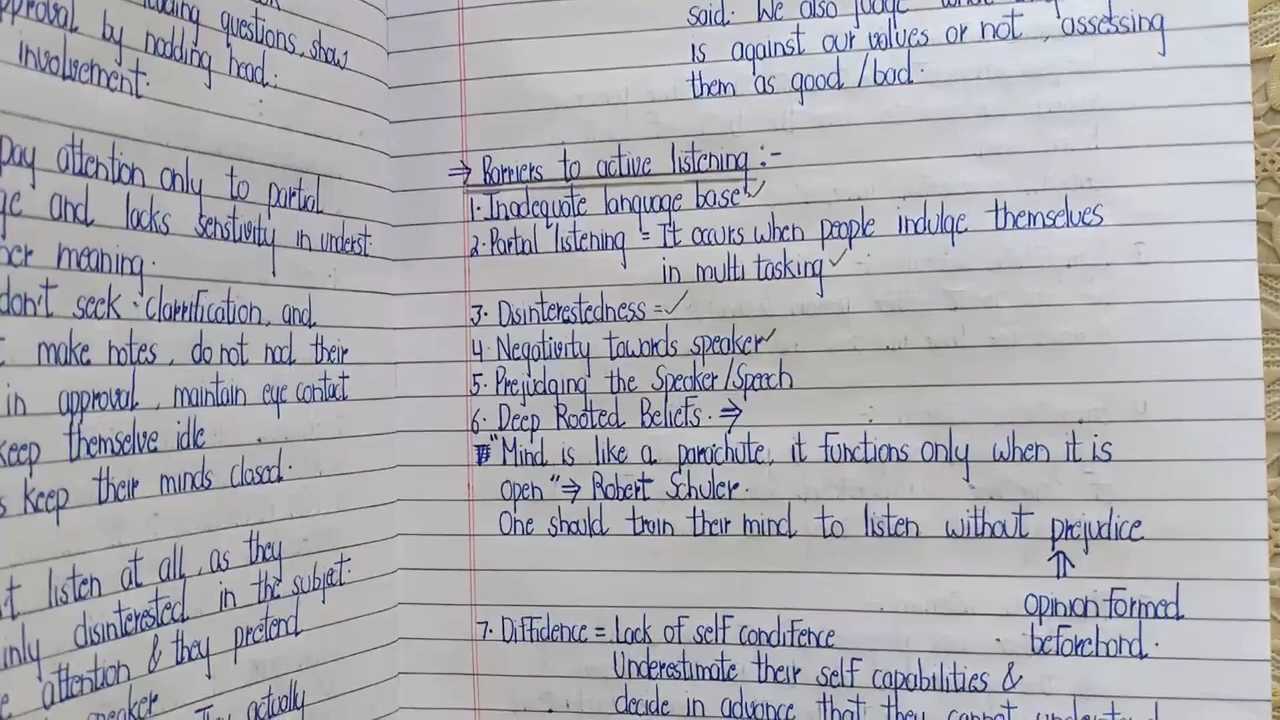 questions, show
approval by nodding head.
involvement.
pay attention only to partial
and lacks senstivity in underst.
meaning.
don't seek clarrification, and
make notes, do not nod their
in approval, maintain eye contact
keep themselve idle
keep their minds closed.
listen at all, as they
disinterested in the subject.
attention & they pretend
actually
said. We also judge
is against our values or not, assessing
them as good / bad.
⇒ Barriers to active listening :-
1. Inadequate language base ✓
2. Partial listening = It occurs when people indulge themselves
in multi tasking ✓
3. Disinterestedness = ✓
4. Negativity towards speaker ✓
5. Prejudging the Speaker / Speech
6. Deep Rooted Beliefs. ⇒
"Mind is like a parachute, it functions only when it is
open" ⇒ Robert Schuler.
One should train their mind to listen without prejudice
⇑
opinion formed
beforehand.
7. Diffidence = lack of self condifence
Underestimate their self capabilities &
decide in advance that they cannot understand